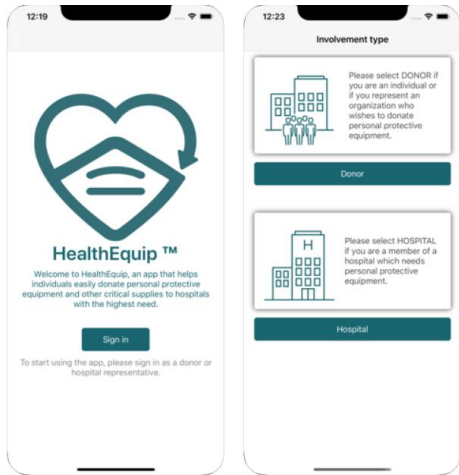 12:19
HealthEquip ™
Welcome to HealthEquip, an app that helps
individuals easily donate personal protective
equipment and other critical supplies to hospitals
with the highest need.
Sign in
To start using the app, please sign in as a donor or
hospital representative.
12:23
Involvement type
Please select DONOR if
you are an individual or
if you represent an
organization who
wishes to donate
personal protective
equipment.
Donor
H
Please select HOSPITAL
if you are a member of a
hospital which needs
personal protective
equipment.
Hospital